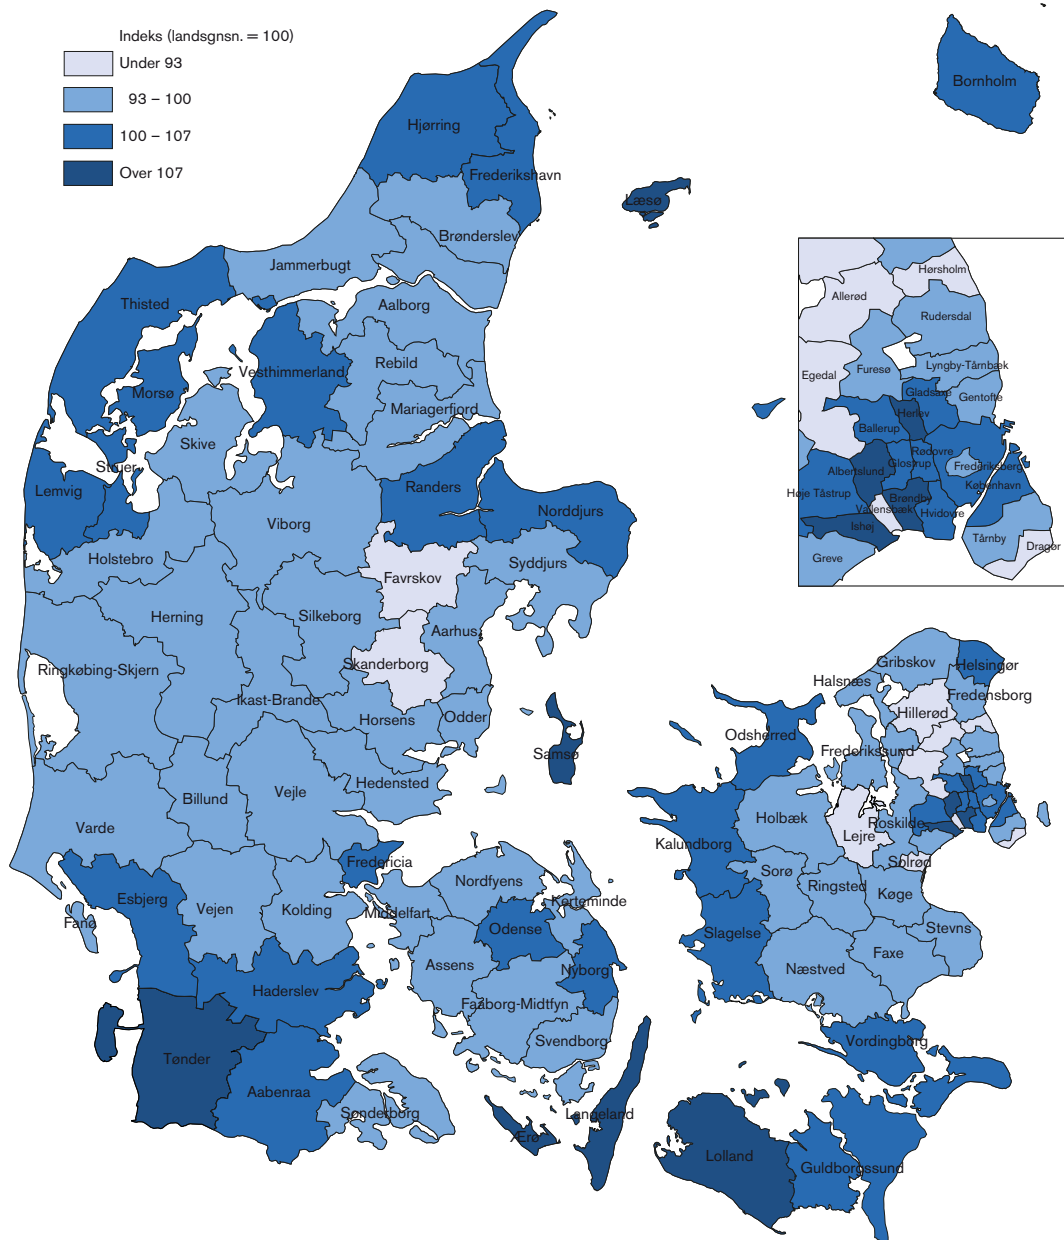 Indeks (landsgnsn. = 100)
Under 93
93 – 100
100 – 107
Over 107
Bornholm
Hjørring
Frederikshavn
Læsø
Brønderslev
Jammerbugt
Thisted
Aalborg
Rebild
Vesthimmerland
Morsø
Mariagerfjord
Skive
Struer
Lemvig
Randers
Norddjurs
Viborg
Holstebro
Syddjurs
Favrskov
Herning
Silkeborg
Aarhus
Ringkøbing-Skjern
Skanderborg
Ikast-Brande
Horsens
Odder
Samsø
Hedensted
Vejle
Billund
Varde
Fredericia
Esbjerg
Vejen
Kolding
Fanø
Middelfart
Nordfyens
Kerteminde
Odense
Assens
Nyborg
Haderslev
Faaborg-Midtfyn
Svendborg
Tønder
Aabenraa
Sønderborg
Langeland
Ærø
Hørsholm
Allerød
Rudersdal
Egedal
Furesø
Lyngby-Tårnbæk
Gladsaxe
Gentofte
Herlev
Ballerup
Rødovre
Glostrup
Frederiksberg
Albertslund
København
Høje Tåstrup
Brøndby
Vallensbæk
Hvidovre
Ishøj
Tårnby
Dragør
Greve
Gribskov
Helsingør
Halsnæs
Fredensborg
Hillerød
Odsherred
Frederikssund
Holbæk
Roskilde
Lejre
Kalundborg
Solrød
Sorø
Ringsted
Køge
Slagelse
Stevns
Faxe
Næstved
Vordingborg
Lolland
Guldborgsund